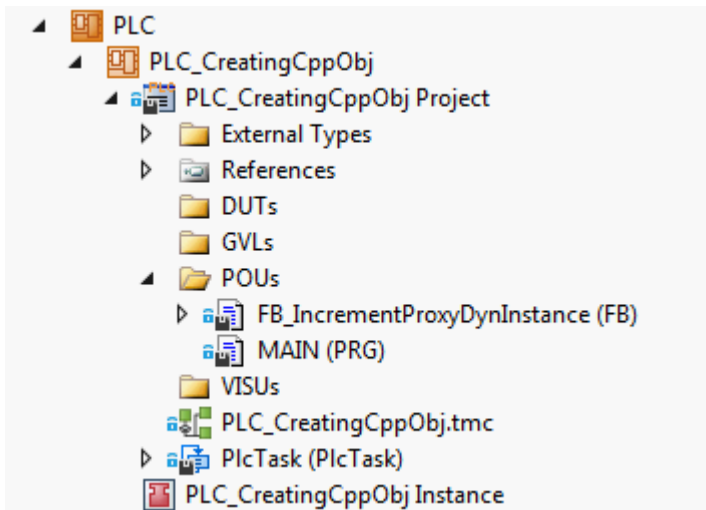 PLC
PLC_CreatingCppObj
PLC_CreatingCppObj Project
External Types
References
DUTs
GVLs
POUs
FB_IncrementProxyDynInstance (FB)
MAIN (PRG)
VISUs
PLC_CreatingCppObj.tmc
PlcTask (PlcTask)
PLC_CreatingCppObj Instance